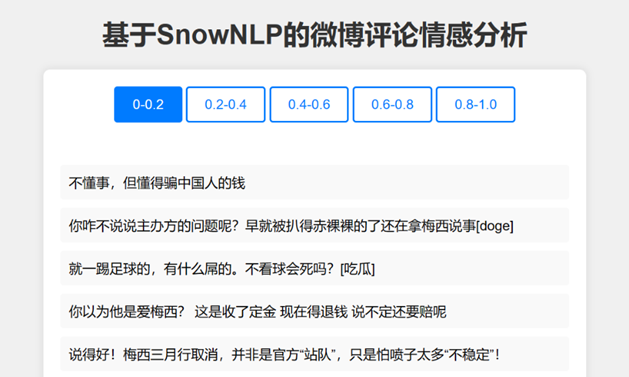 基于SnowNLP的微博评论情感分析
0-0.2
0.2-0.4
0.4-0.6
0.6-0.8
0.8-1.0
不懂事，但懂得骗中国人的钱
你咋不说说主办方的问题呢？早就被扒得赤裸裸的了还在拿梅西说事[doge]
就一踢足球的，有什么屌的。不看球会死吗？[吃瓜]
你以为他是爱梅西？ 这是收了定金 现在得退钱 说不定还要赔呢
说得好！梅西三月行取消，并非是官方“站队”，只是怕喷子太多“不稳定”！